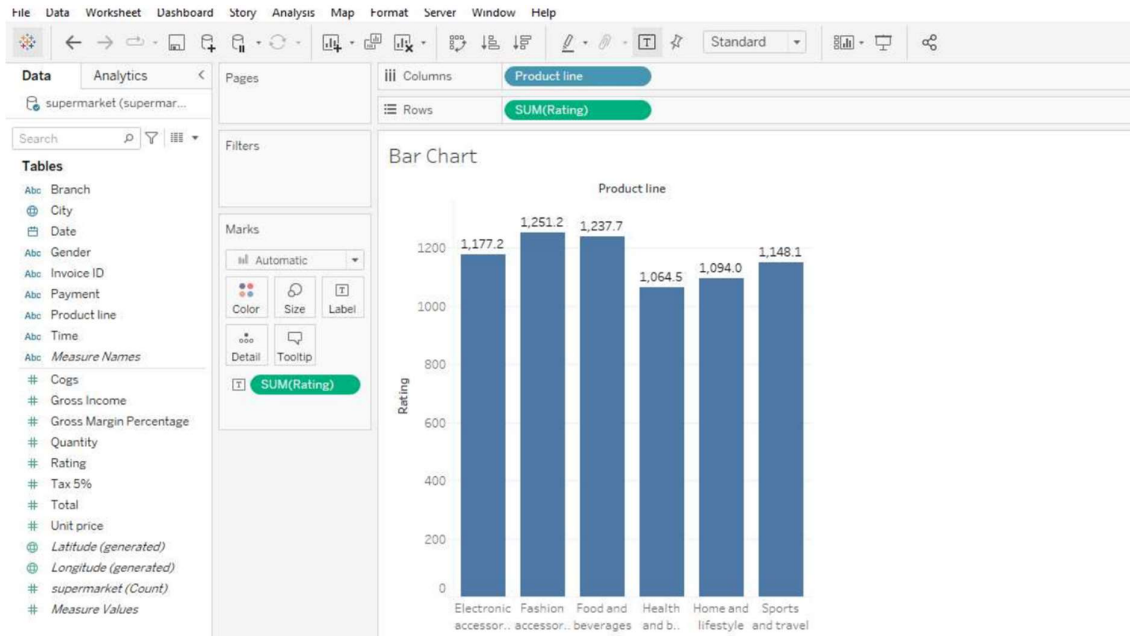 File Data Worksheet Dashboard Story Analysis Map Format Server Window Help
Standard
Data Analytics
supermarket (supermar...
Search
Tables
Abc Branch
City
Date
Abc Gender
Abc Invoice ID
Abc Payment
Abc Product line
Abc Time
Abc Measure Names
# Cogs
# Gross Income
# Gross Margin Percentage
# Quantity
# Rating
# Tax 5%
# Total
# Unit price
Latitude (generated)
Longitude (generated)
# supermarket (Count)
# Measure Values
Pages
Filters
Marks
Automatic
Color Size Label
Detail Tooltip
T SUM(Rating)
iii Columns Product line
Rows SUM(Rating)
Bar Chart
Product line
1,177.2 1,251.2 1,237.7 1,064.5 1,094.0 1,148.1
Rating
1200
1000
800
600
400
200
0
Electronic Fashion Food and Health Home and Sports
accessor.. accessor.. beverages and b.. lifestyle and travel